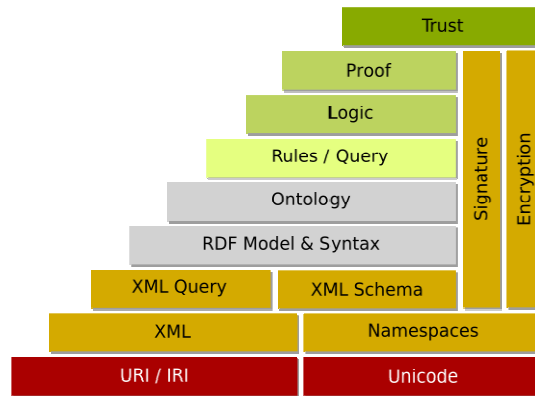 Trust
Proof
Logic
Rules / Query
Ontology
RDF Model & Syntax
XML Query
XML Schema
Signature
Encryption
XML
Namespaces
URI / IRI
Unicode